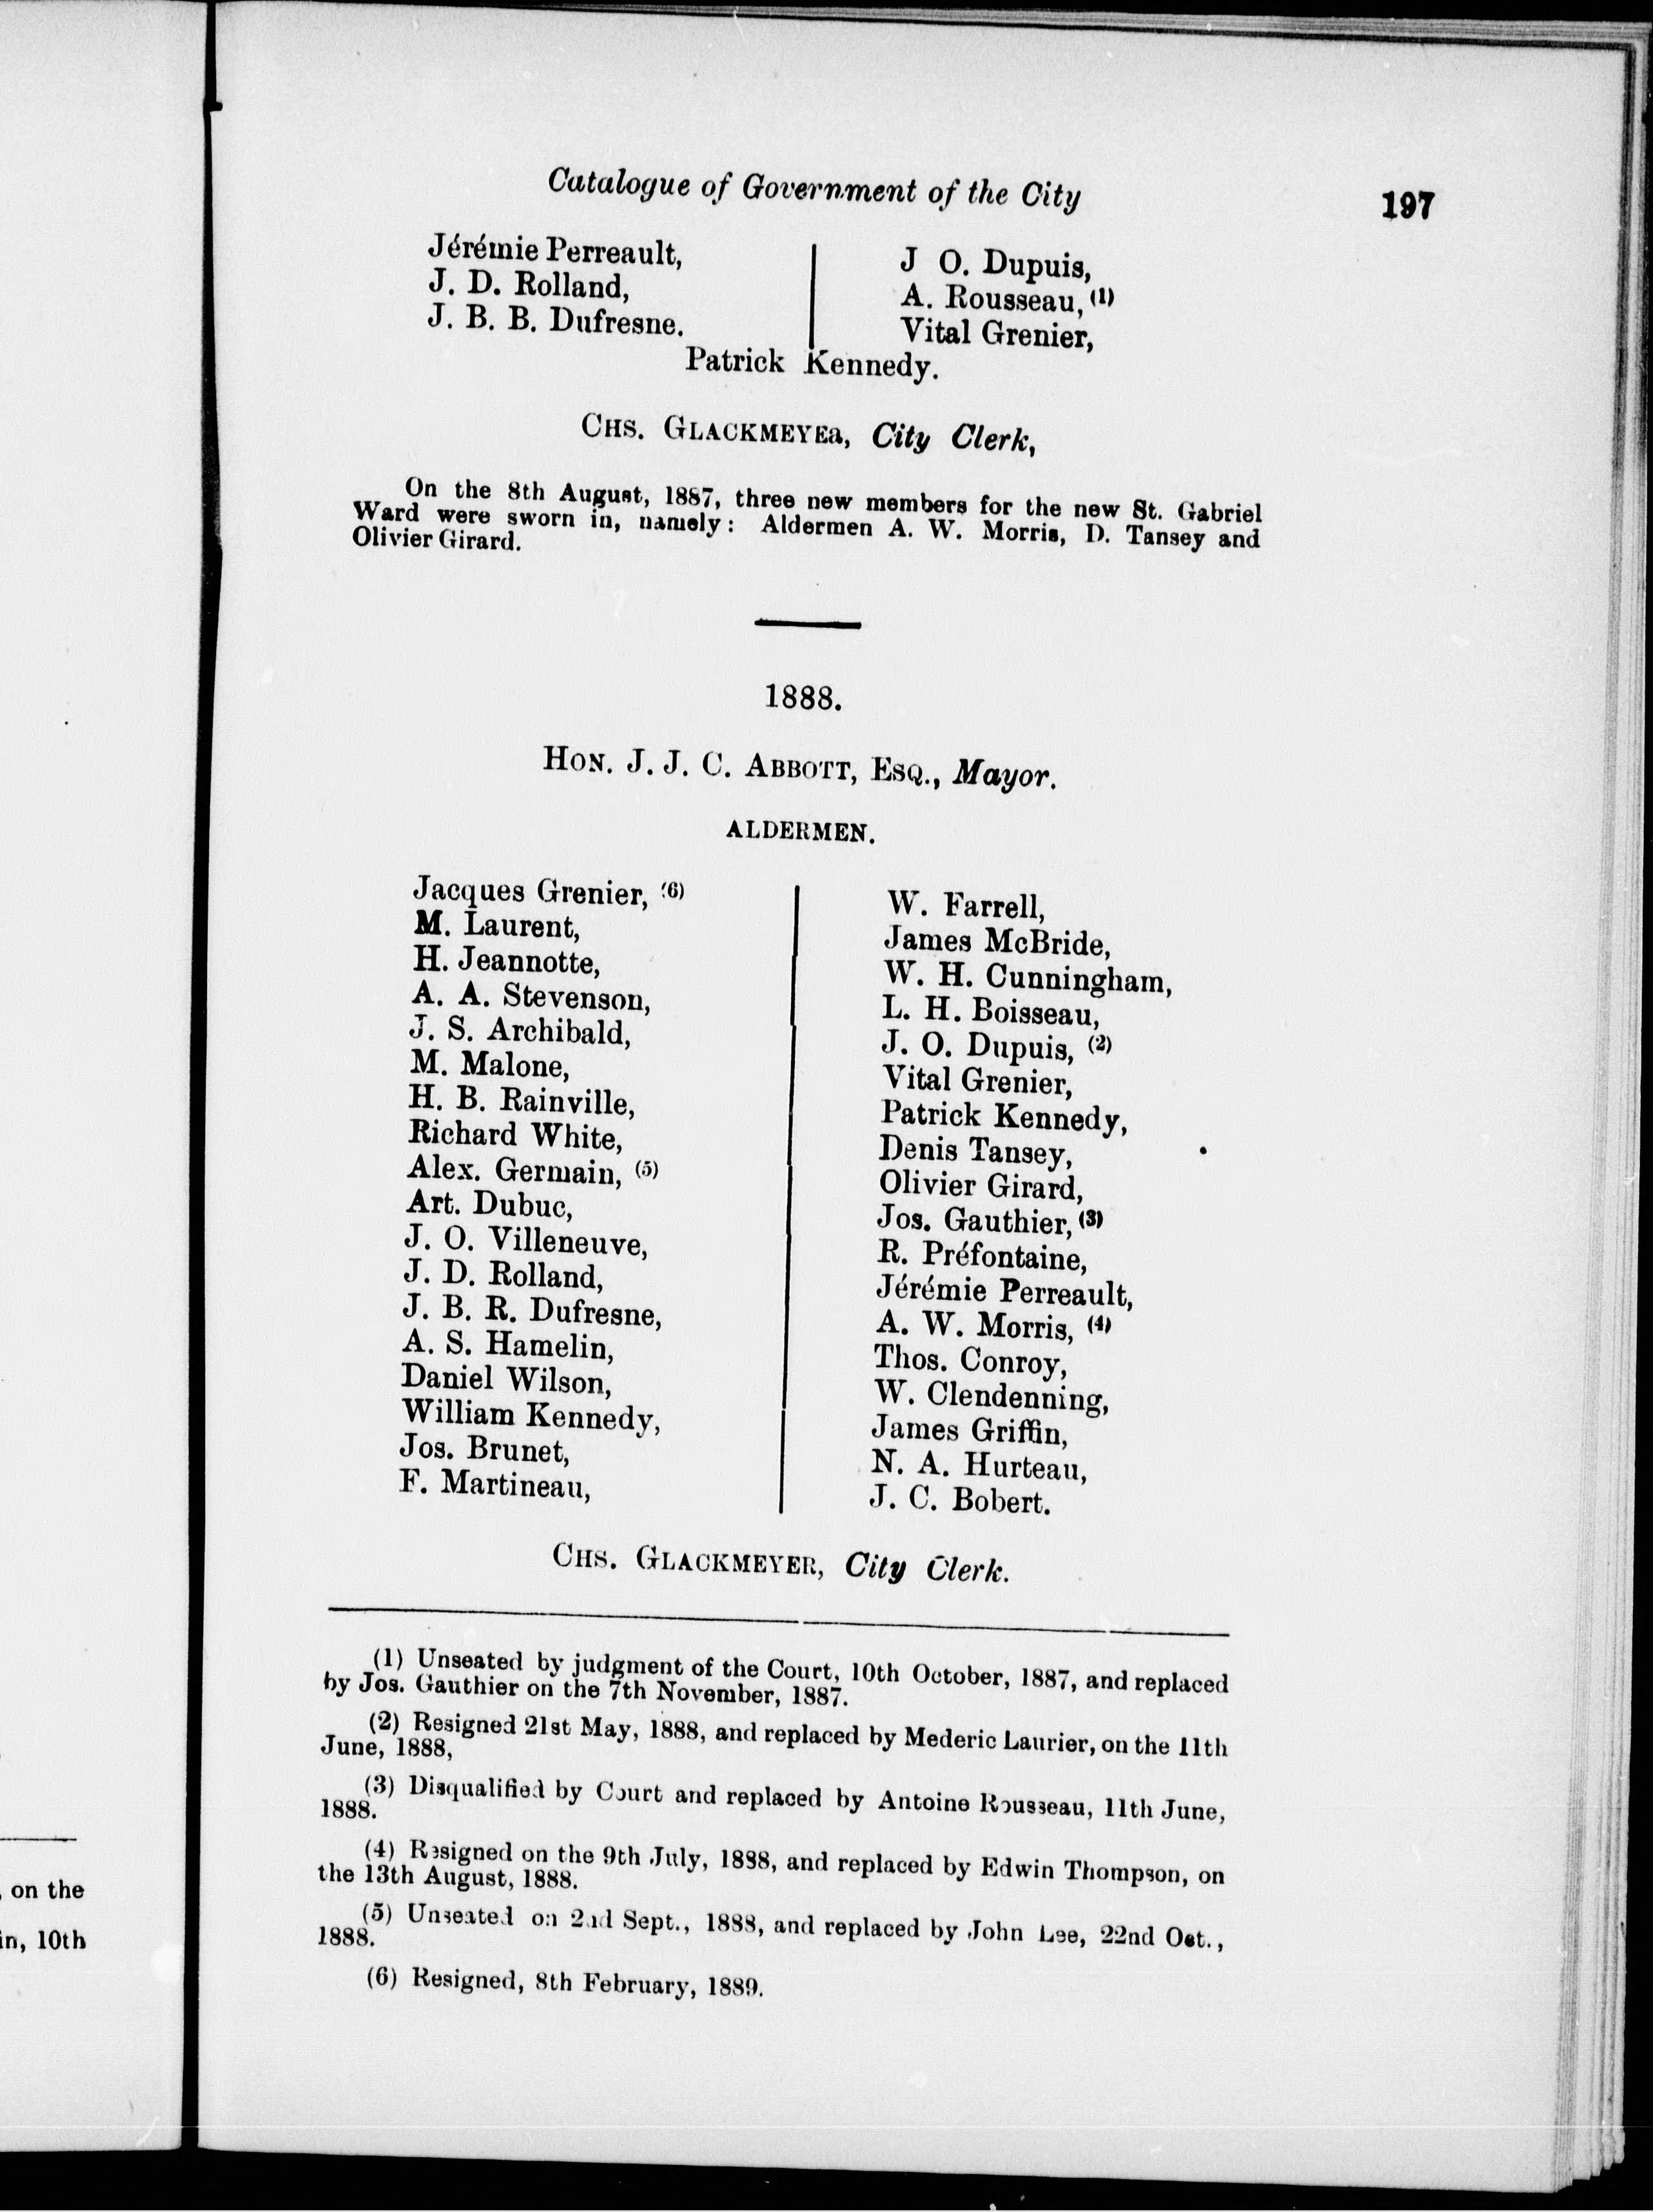 Catalogue of Government of the City
197
Jérémie Perreault,
J. D. Rolland,
J. B. B. Dufresne.
J O. Dupuis,
A. Rousseau, (1)
Vital Grenier,
Patrick Kennedy.
CHS. GLACKMEYEa, City Clerk,
On the 8th August, 1887, three new members for the new St. Gabriel
Ward were sworn in, namely: Aldermen A. W. Morris, D. Tansey and
Olivier Girard.
1888.
HON. J. J. C. ABBOTT, ESQ., Mayor.
ALDERMEN.
Jacques Grenier, (6)
M. Laurent,
H. Jeannotte,
A. A. Stevenson,
J. S. Archibald,
M. Malone,
H. B. Rainville,
Richard White,
Alex. Germain, (5)
Art. Dubuc,
J. O. Villeneuve,
J. D. Rolland,
J. B. R. Dufresne,
A. S. Hamelin,
Daniel Wilson,
William Kennedy,
Jos. Brunet,
F. Martineau,
W. Farrell,
James McBride,
W. H. Cunningham,
L. H. Boisseau,
J. O. Dupuis, (2)
Vital Grenier,
Patrick Kennedy,
Denis Tansey,
Olivier Girard,
Jos. Gauthier, (3)
R. Préfontaine,
Jérémie Perreault,
A. W. Morris, (4)
Thos. Conroy,
W. Clendenning,
James Griffin,
N. A. Hurteau,
J. C. Bobert.
CHS. GLACKMEYER, City Clerk.
(1) Unseated by judgment of the Court, 10th October, 1887, and replaced
by Jos. Gauthier on the 7th November, 1887.
(2) Resigned 21st May, 1888, and replaced by Mederic Laurier, on the 11th
June, 1888,
(3) Disqualified by Court and replaced by Antoine Rousseau, 11th June,
1888.
(4) Resigned on the 9th July, 1888, and replaced by Edwin Thompson, on
the 13th August, 1888.
(5) Unseated on 2nd Sept., 1888, and replaced by John Lee, 22nd Oct.,
1888.
(6) Resigned, 8th February, 1889.
, on the
in, 10th